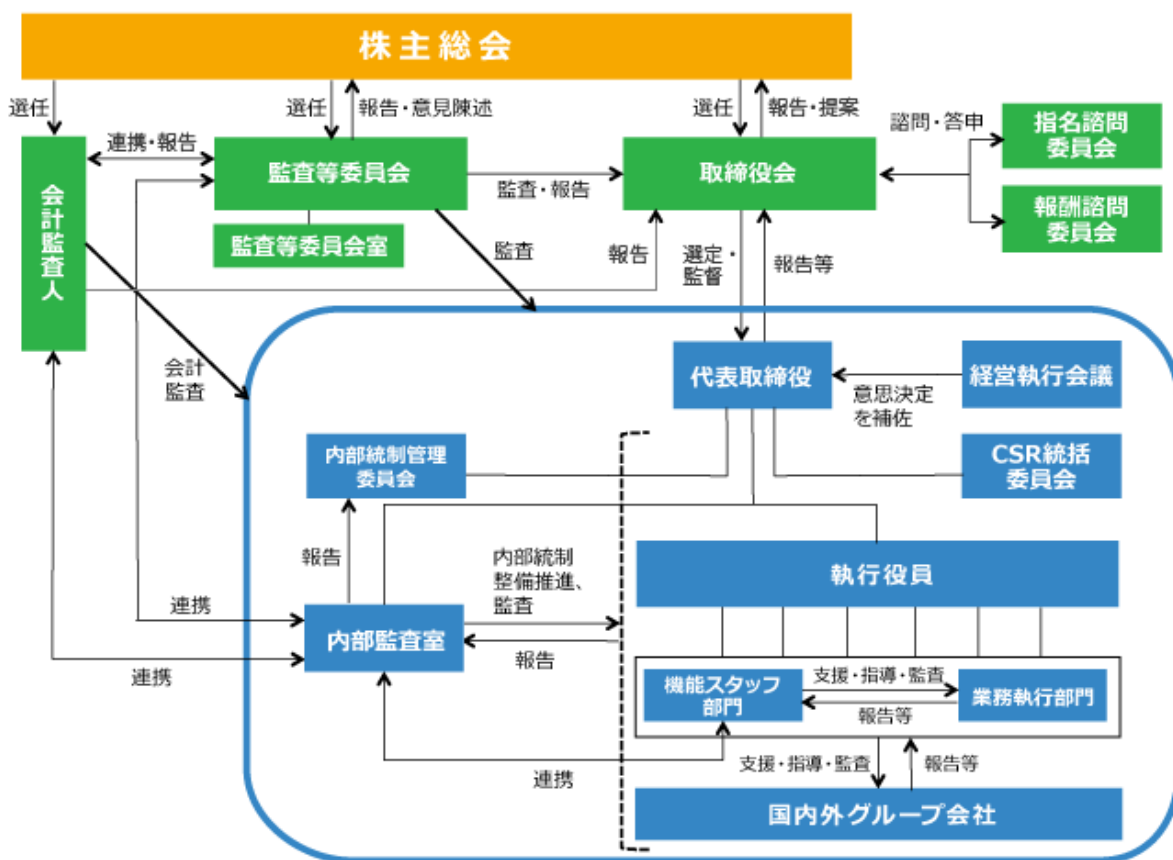 株主総会
選任
選任
報告・意見陳述
選任
報告・提案
連携・報告
諮問・答申
指名諮問
委員会
監査等委員会
監査・報告
取締役会
会計監査人
報酬諮問
委員会
監査等委員会室
監査
報告
選定・
監督
報告等
会計
監査
代表取締役
経営執行会議
意思決定
を補佐
内部統制管理
委員会
CSR統括
委員会
報告
内部統制
整備推進、
監査
執行役員
連携
内部監査室
報告
連携
機能スタッフ
部門
支援・指導・監査
報告等
業務執行部門
連携
支援・指導・監査
報告等
国内外グループ会社